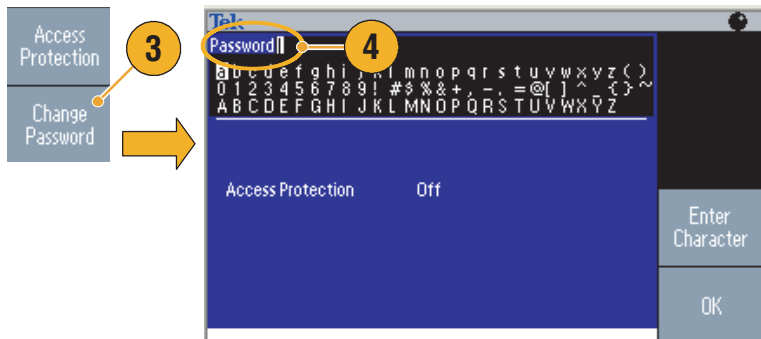 Access
Protection
3
Change
Password
Tek
Password
4
a b c d e f g h i j k l m n o p q r s t u v w x y z ( )
0 1 2 3 4 5 6 7 8 9 ! # $ % & + , - . = @ [ ] ^ _ { } ~
A B C D E F G H I J K L M N O P Q R S T U V W X Y Z
Access Protection Off
Enter
Character
OK